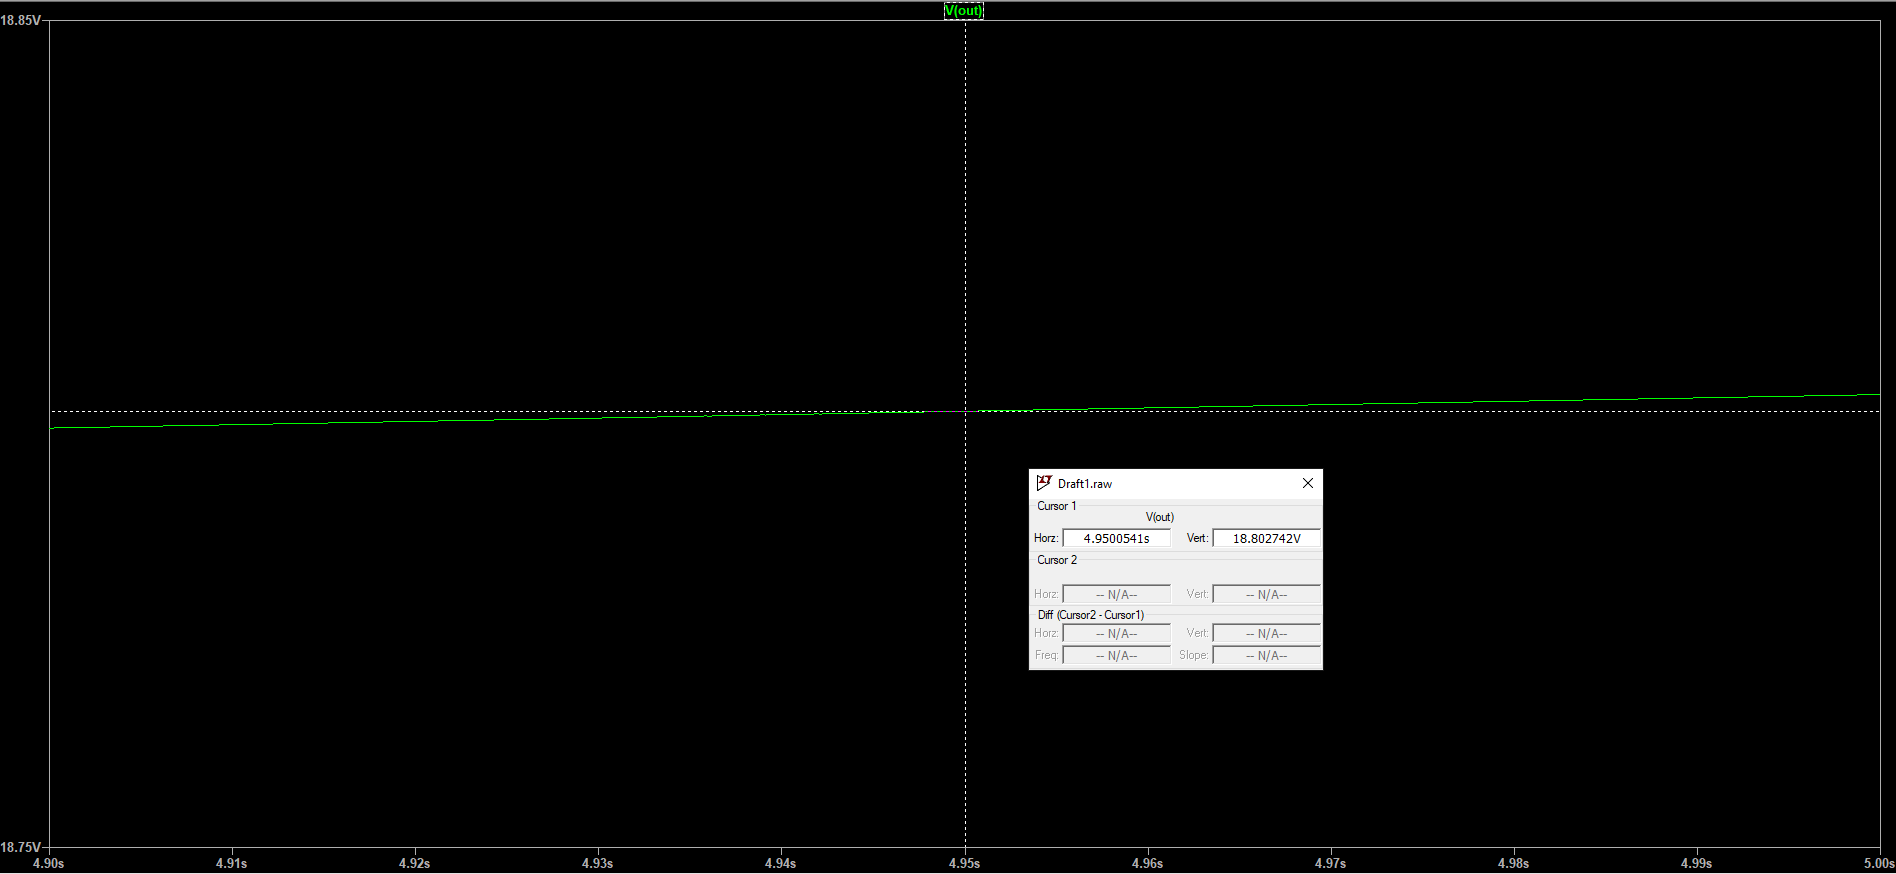 V(out)
18.85V
Draft1.raw
Cursor 1
V(out)
Horz: 4.9500541s Vert: 18.802742V
Cursor 2
Horz: -- N/A-- Vert: -- N/A--
Diff (Cursor2 - Cursor1)
Horz: -- N/A-- Vert: -- N/A--
Freq: -- N/A-- Slope: -- N/A--
18.75V
4.90s 4.91s 4.92s 4.93s 4.94s 4.95s 4.96s 4.97s 4.98s 4.99s 5.00s